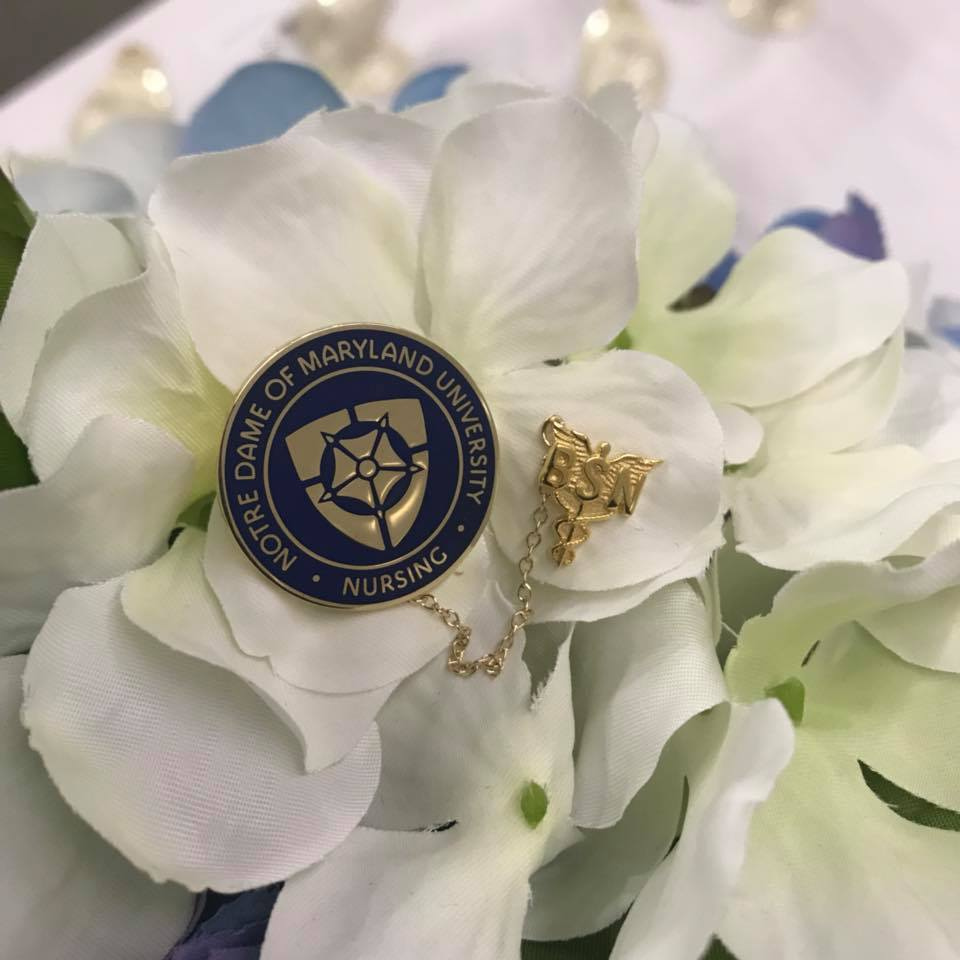 NOTRE DAME OF MARYLAND UNIVERSITY
• NURSING •
BSN